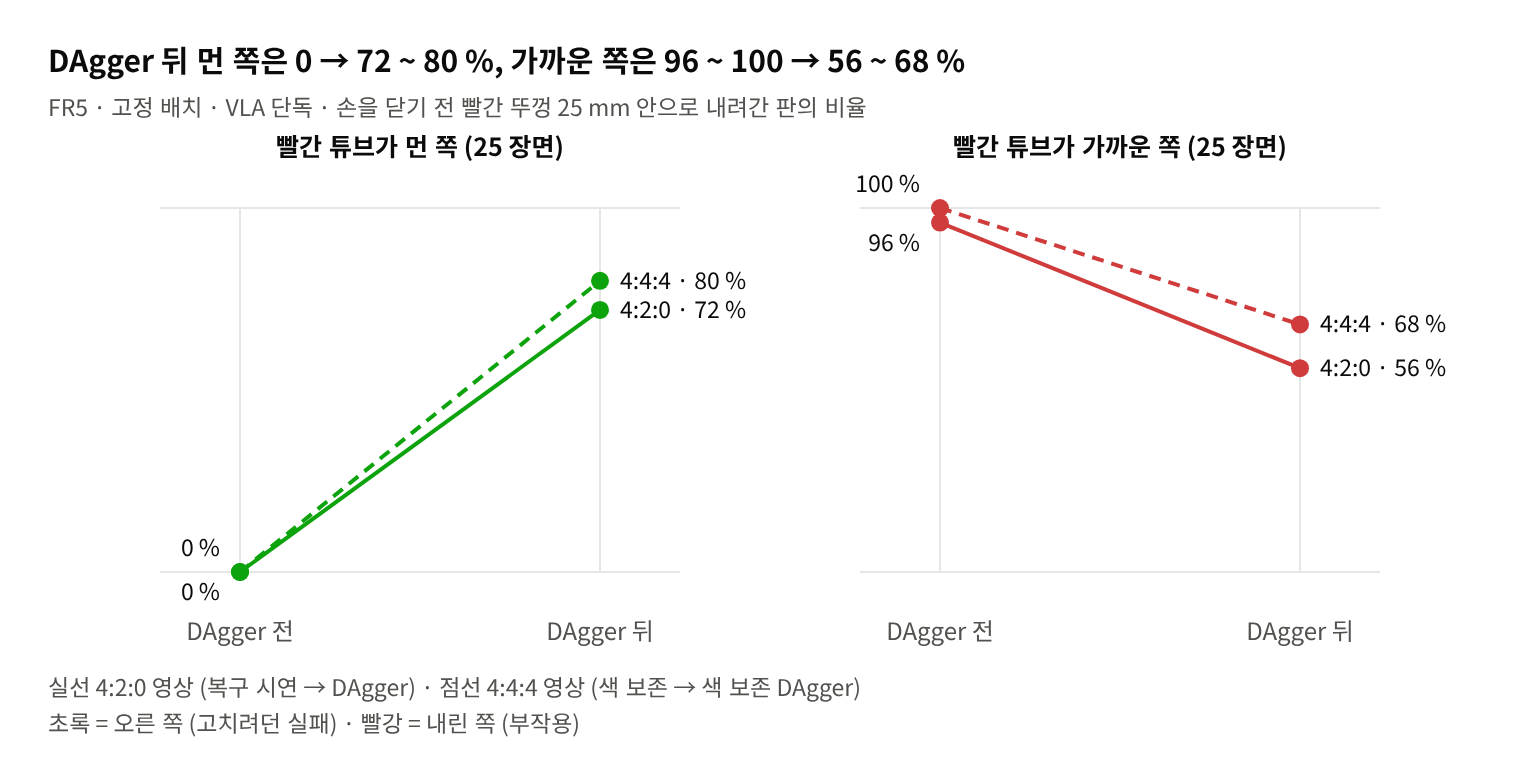 DAgger 뒤 먼 쪽은 0 → 72 ~ 80 %, 가까운 쪽은 96 ~ 100 → 56 ~ 68 %
FR5 · 고정 배치 · VLA 단독 · 손을 닫기 전 빨간 뚜껑 25 mm 안으로 내려간 판의 비율
빨간 튜브가 먼 쪽 (25 장면)
4:4:4 · 80 %
4:2:0 · 72 %
0 %
0 %
DAgger 전
DAgger 뒤
빨간 튜브가 가까운 쪽 (25 장면)
100 %
96 %
4:4:4 · 68 %
4:2:0 · 56 %
DAgger 전
DAgger 뒤
실선 4:2:0 영상 (복구 시연 → DAgger) · 점선 4:4:4 영상 (색 보존 → 색 보존 DAgger)
초록 = 오른 쪽 (고치려던 실패) · 빨강 = 내린 쪽 (부작용)